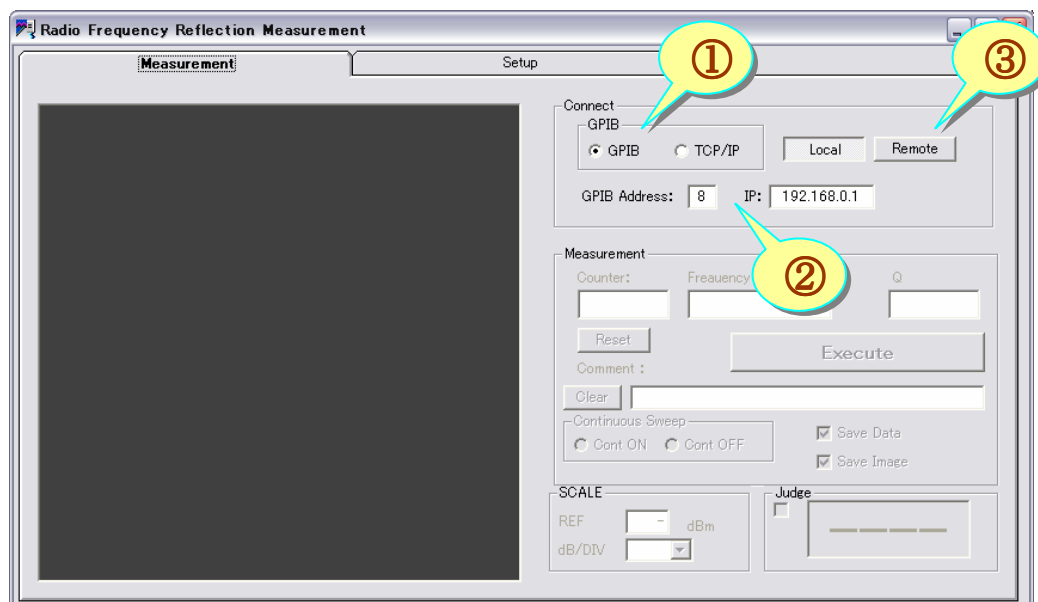 Radio Frequency Reflection Measurement
Measurement
Setup
①
③
Connect
GPIB
GPIB
TCP/IP
Local
Remote
GPIB Address:
8
IP:
192.168.0.1
②
Measurement
Counter:
Freauency
Q
Reset
Execute
Comment :
Clear
Continuous Sweep
Cont ON
Cont OFF
Save Data
Save Image
SCALE
REF
-
dBm
dB/DIV
Judge
----